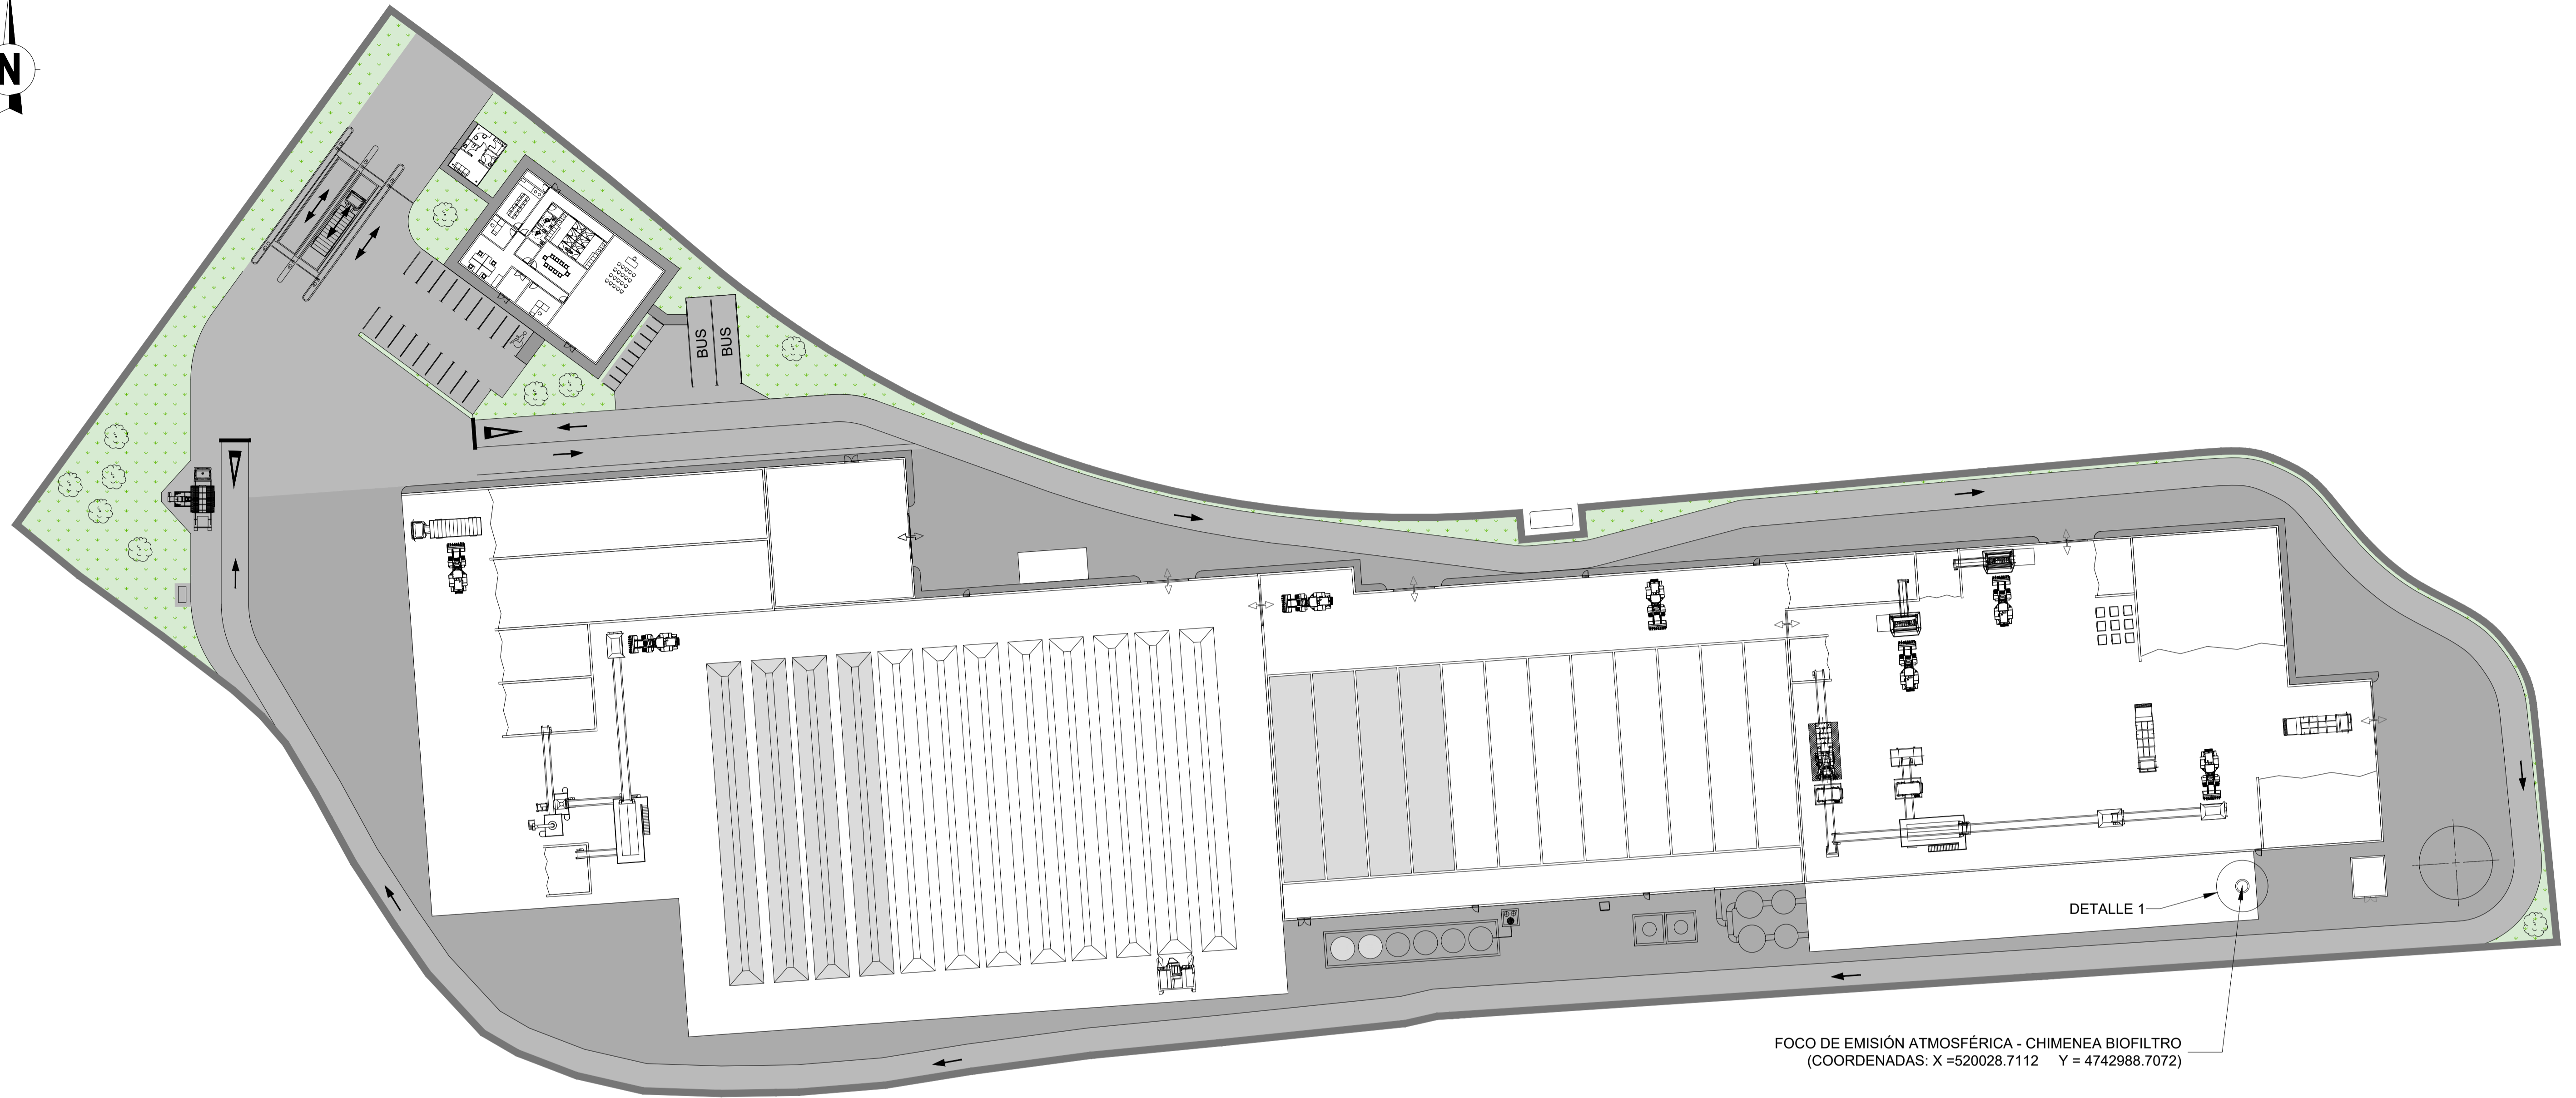 N
BUS
BUS
DETALLE 1
FOCO DE EMISIÓN ATMOSFÉRICA - CHIMENEA BIOFILTRO
(COORDENADAS: X =520028.7112 Y = 4742988.7072)